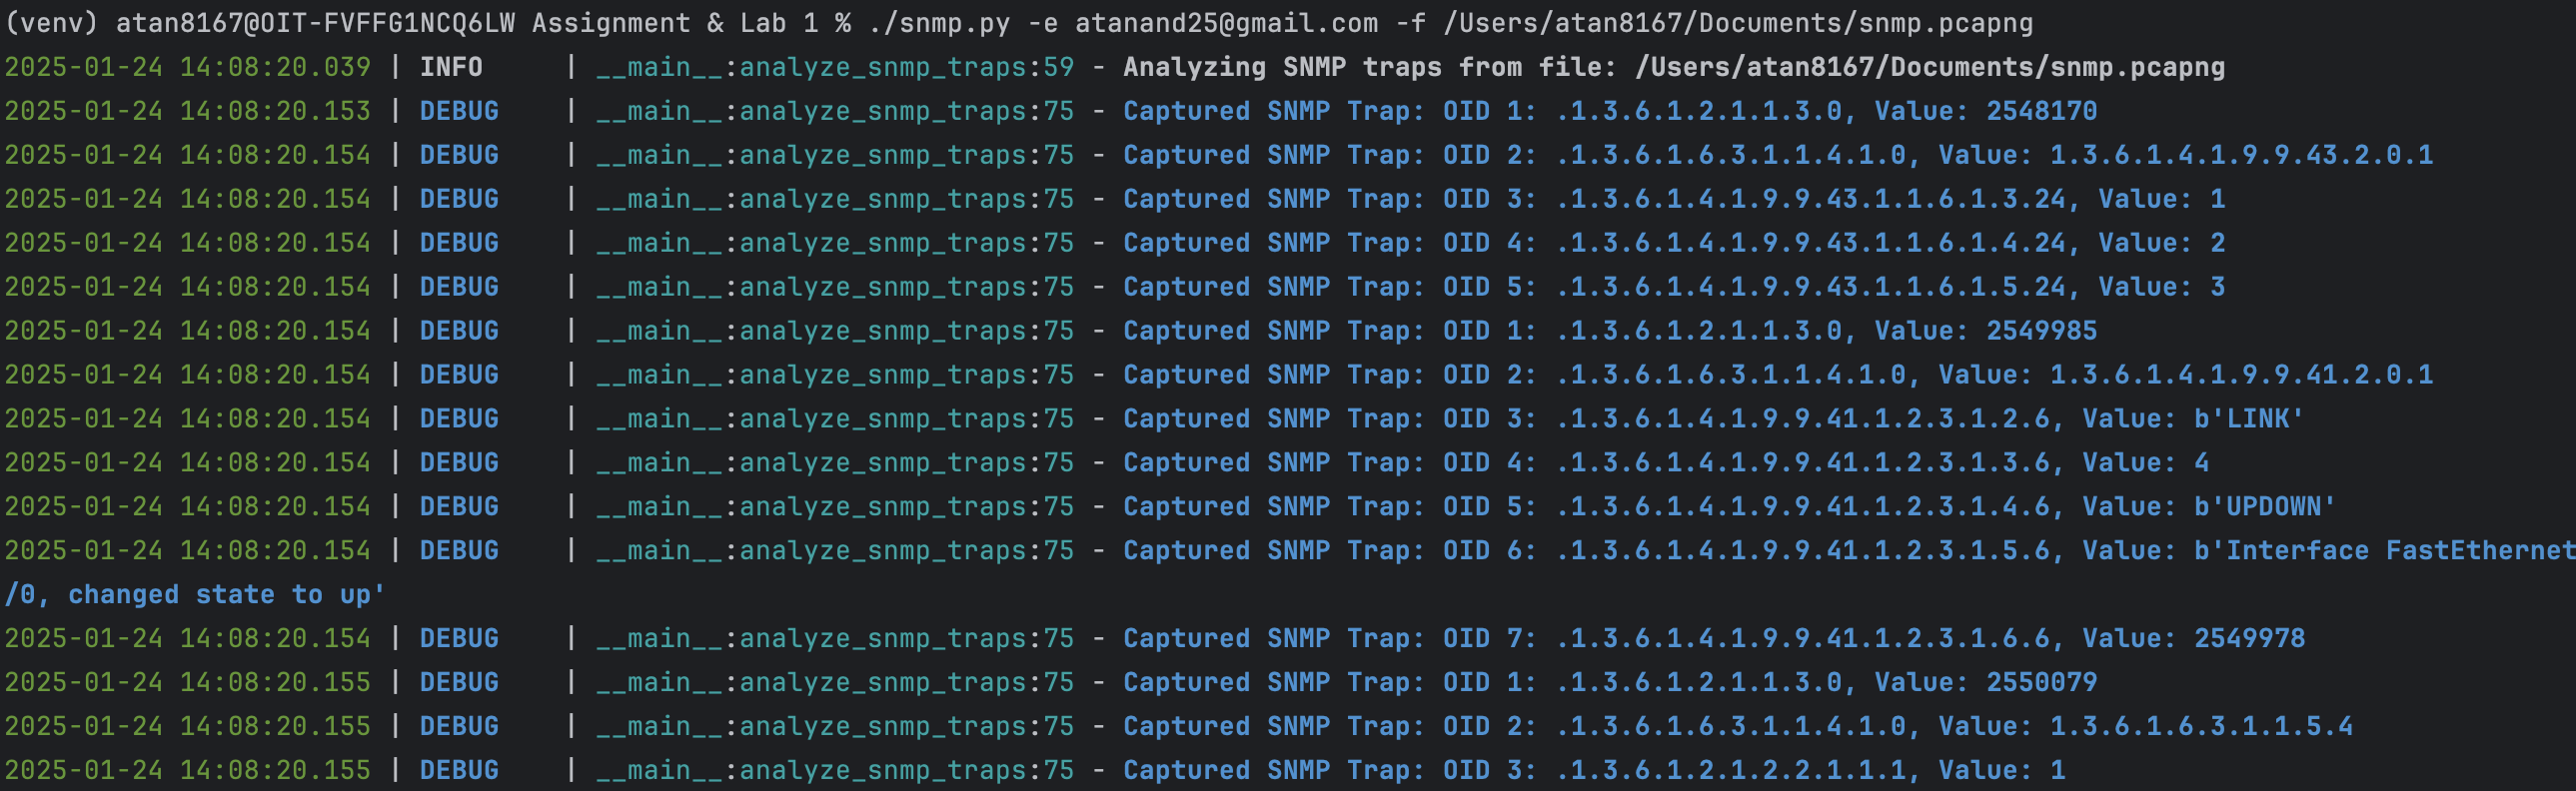 (venv) atan8167@OIT-FVFFG1NCQ6LW Assignment & Lab 1 % ./snmp.py -e atanand25@gmail.com -f /Users/atan8167/Documents/snmp.pcapng
2025-01-24 14:08:20.039 | INFO     | __main__:analyze_snmp_traps:59 - Analyzing SNMP traps from file: /Users/atan8167/Documents/snmp.pcapng
2025-01-24 14:08:20.153 | DEBUG    | __main__:analyze_snmp_traps:75 - Captured SNMP Trap: OID 1: .1.3.6.1.2.1.1.3.0, Value: 2548170
2025-01-24 14:08:20.154 | DEBUG    | __main__:analyze_snmp_traps:75 - Captured SNMP Trap: OID 2: .1.3.6.1.6.3.1.1.4.1.0, Value: 1.3.6.1.4.1.9.9.43.2.0.1
2025-01-24 14:08:20.154 | DEBUG    | __main__:analyze_snmp_traps:75 - Captured SNMP Trap: OID 3: .1.3.6.1.4.1.9.9.43.1.1.6.1.3.24, Value: 1
2025-01-24 14:08:20.154 | DEBUG    | __main__:analyze_snmp_traps:75 - Captured SNMP Trap: OID 4: .1.3.6.1.4.1.9.9.43.1.1.6.1.4.24, Value: 2
2025-01-24 14:08:20.154 | DEBUG    | __main__:analyze_snmp_traps:75 - Captured SNMP Trap: OID 5: .1.3.6.1.4.1.9.9.43.1.1.6.1.5.24, Value: 3
2025-01-24 14:08:20.154 | DEBUG    | __main__:analyze_snmp_traps:75 - Captured SNMP Trap: OID 1: .1.3.6.1.2.1.1.3.0, Value: 2549985
2025-01-24 14:08:20.154 | DEBUG    | __main__:analyze_snmp_traps:75 - Captured SNMP Trap: OID 2: .1.3.6.1.6.3.1.1.4.1.0, Value: 1.3.6.1.4.1.9.9.41.2.0.1
2025-01-24 14:08:20.154 | DEBUG    | __main__:analyze_snmp_traps:75 - Captured SNMP Trap: OID 3: .1.3.6.1.4.1.9.9.41.1.2.3.1.2.6, Value: b'LINK'
2025-01-24 14:08:20.154 | DEBUG    | __main__:analyze_snmp_traps:75 - Captured SNMP Trap: OID 4: .1.3.6.1.4.1.9.9.41.1.2.3.1.3.6, Value: 4
2025-01-24 14:08:20.154 | DEBUG    | __main__:analyze_snmp_traps:75 - Captured SNMP Trap: OID 5: .1.3.6.1.4.1.9.9.41.1.2.3.1.4.6, Value: b'UPDOWN'
2025-01-24 14:08:20.154 | DEBUG    | __main__:analyze_snmp_traps:75 - Captured SNMP Trap: OID 6: .1.3.6.1.4.1.9.9.41.1.2.3.1.5.6, Value: b'Interface FastEthernet
/0, changed state to up'
2025-01-24 14:08:20.154 | DEBUG    | __main__:analyze_snmp_traps:75 - Captured SNMP Trap: OID 7: .1.3.6.1.4.1.9.9.41.1.2.3.1.6.6, Value: 2549978
2025-01-24 14:08:20.155 | DEBUG    | __main__:analyze_snmp_traps:75 - Captured SNMP Trap: OID 1: .1.3.6.1.2.1.1.3.0, Value: 2550079
2025-01-24 14:08:20.155 | DEBUG    | __main__:analyze_snmp_traps:75 - Captured SNMP Trap: OID 2: .1.3.6.1.6.3.1.1.4.1.0, Value: 1.3.6.1.6.3.1.1.5.4
2025-01-24 14:08:20.155 | DEBUG    | __main__:analyze_snmp_traps:75 - Captured SNMP Trap: OID 3: .1.3.6.1.2.1.2.2.1.1.1, Value: 1